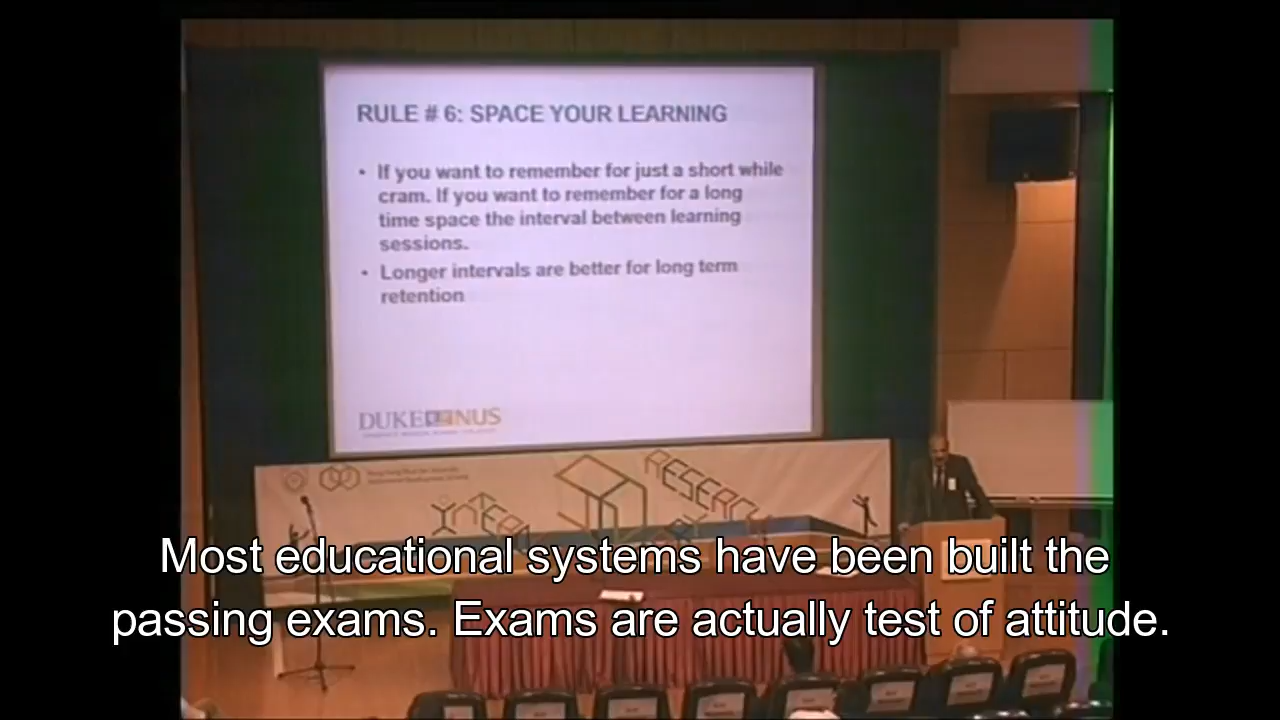 RULE # 6: SPACE YOUR LEARNING
• If you want to remember for just a short while
cram. If you want to remember for a long
time space the interval between learning
sessions.
• Longer intervals are better for long term
retention
DUKE NUS
Most educational systems have been built the
passing exams. Exams are actually test of attitude.